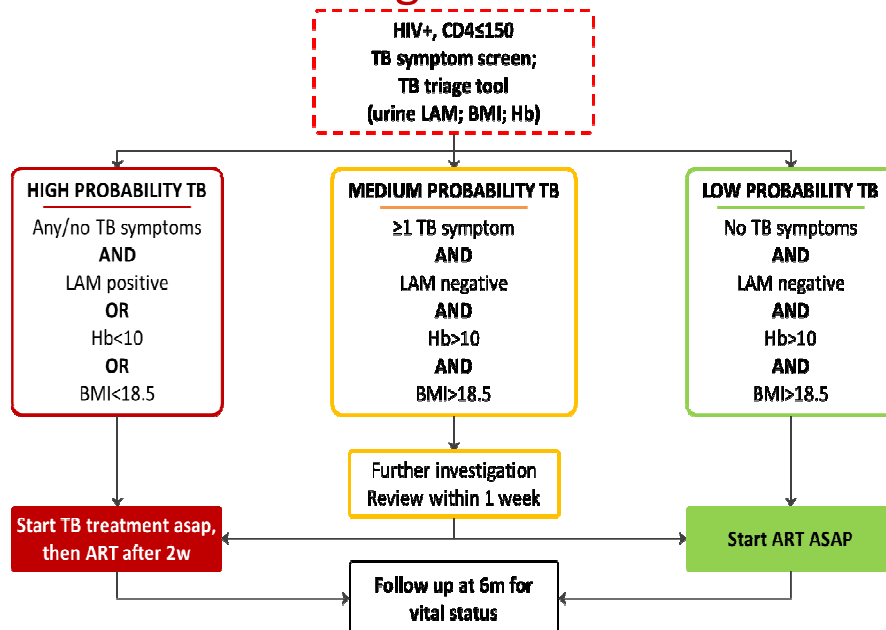 HIV+, CD4≤150
TB symptom screen;
TB triage tool
(urine LAM; BMI; Hb)
HIGH PROBABILITY TB
Any/no TB symptoms
AND
LAM positive
OR
Hb<10
OR
BMI<18.5
MEDIUM PROBABILITY TB
≥1 TB symptom
AND
LAM negative
AND
Hb>10
AND
BMI>18.5
LOW PROBABILITY TB
No TB symptoms
AND
LAM negative
AND
Hb>10
AND
BMI>18.5
Further investigation
Review within 1 week
Start TB treatment asap,
then ART after 2w
Start ART ASAP
Follow up at 6m for
vital status